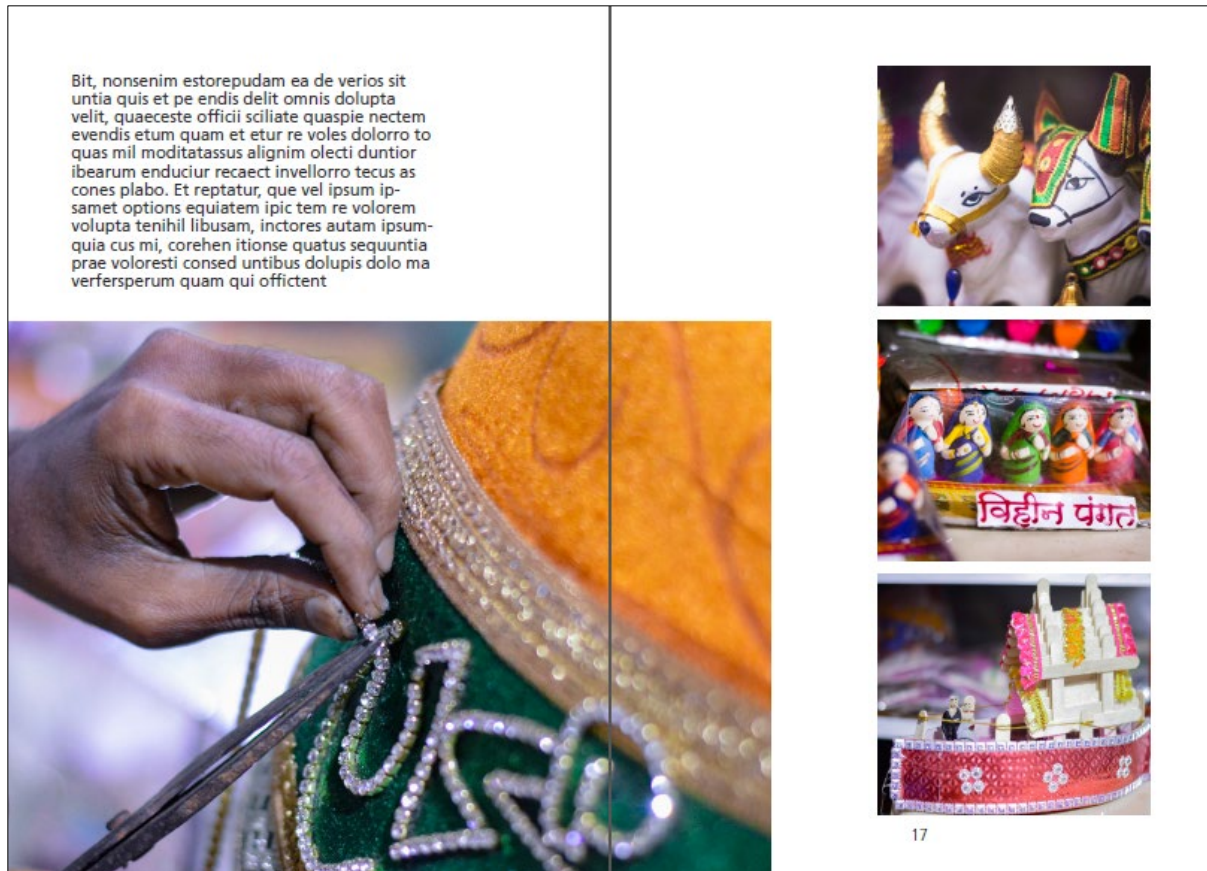 Bit, nonsenim estorepudam ea de verios sit
untia quis et pe endis delit omnis dolupta
velit, quaeceste officii sciliate quaspie nectem
evendis etum quam et etur re voles dolorro to
quas mil moditatassus alignim olecti duntior
ibearum enduciur recaect invellorro tecus as
cones plabo. Et reptatur, que vel ipsum ip-
samet options equiatem ipic tem re volorem
volupta tenihil libusam, inctores autam ipsum-
quia cus mi, corehen itionse quatus sequuntia
prae voloresti consed untibus dolupis dolo ma
verfersperum quam qui offictent
विहीन पंगत
17